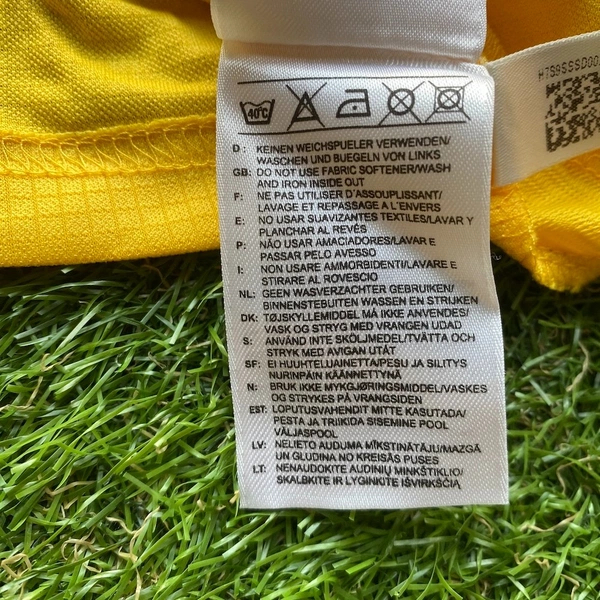 H7S9SSSD00
40°C
D: KEINEN WEICHSPUELER VERWENDEN/
WASCHEN UND BUEGELN VON LINKS
GB: DO NOT USE FABRIC SOFTENER/WASH
AND IRON INSIDE OUT
F: NE PAS UTILISER D'ASSOUPLISSANT/
LAVAGE ET REPASSAGE A L'ENVERS
E: NO USAR SUAVIZANTES TEXTILES/LAVAR Y
PLANCHAR AL REVÉS
P: NÃO USAR AMACIADORES/LAVAR E
PASSAR PELO AVESSO
I: NON USARE AMMORBIDENTI/LAVARE E
STIRARE AL ROVESCIO
NL: GEEN WASVERZACHTER GEBRUIKEN/
BINNENSTEBUITEN WASSEN EN STRIJKEN
DK: TØJSKYLLEMIDDEL MÅ IKKE ANVENDES/
VASK OG STRYG MED VRANGEN UDAD
S: ANVÄND INTE SKÖLJMEDEL/TVÄTTA OCH
STRYK MED AVIGAN UTÅT
SF: EI HUUHTELUAINETTA/PESU JA SILITYS
NURINPÄIN KÄÄNNETTYNÄ
N: BRUK IKKE MYKGJØRINGSMIDDEL/VASKES
OG STRYKES PÅ VRANGSIDEN
EST: LOPUTUSVAHENDIT MITTE KASUTADA/
PESTA JA TRIIKIDA SISEMINE POOL
VÄLJASPOOL
LV: NELIETO AUDUMA MĪKSTINĀTĀJU/MAZGĀ
UN GLUDINA NO KREISĀS PUSES
LT: NENAUDOKITE AUDINIŲ MINKŠTIKLIO/
SKALBKITE IR LYGINKITE IŠVIRKŠČIĄ